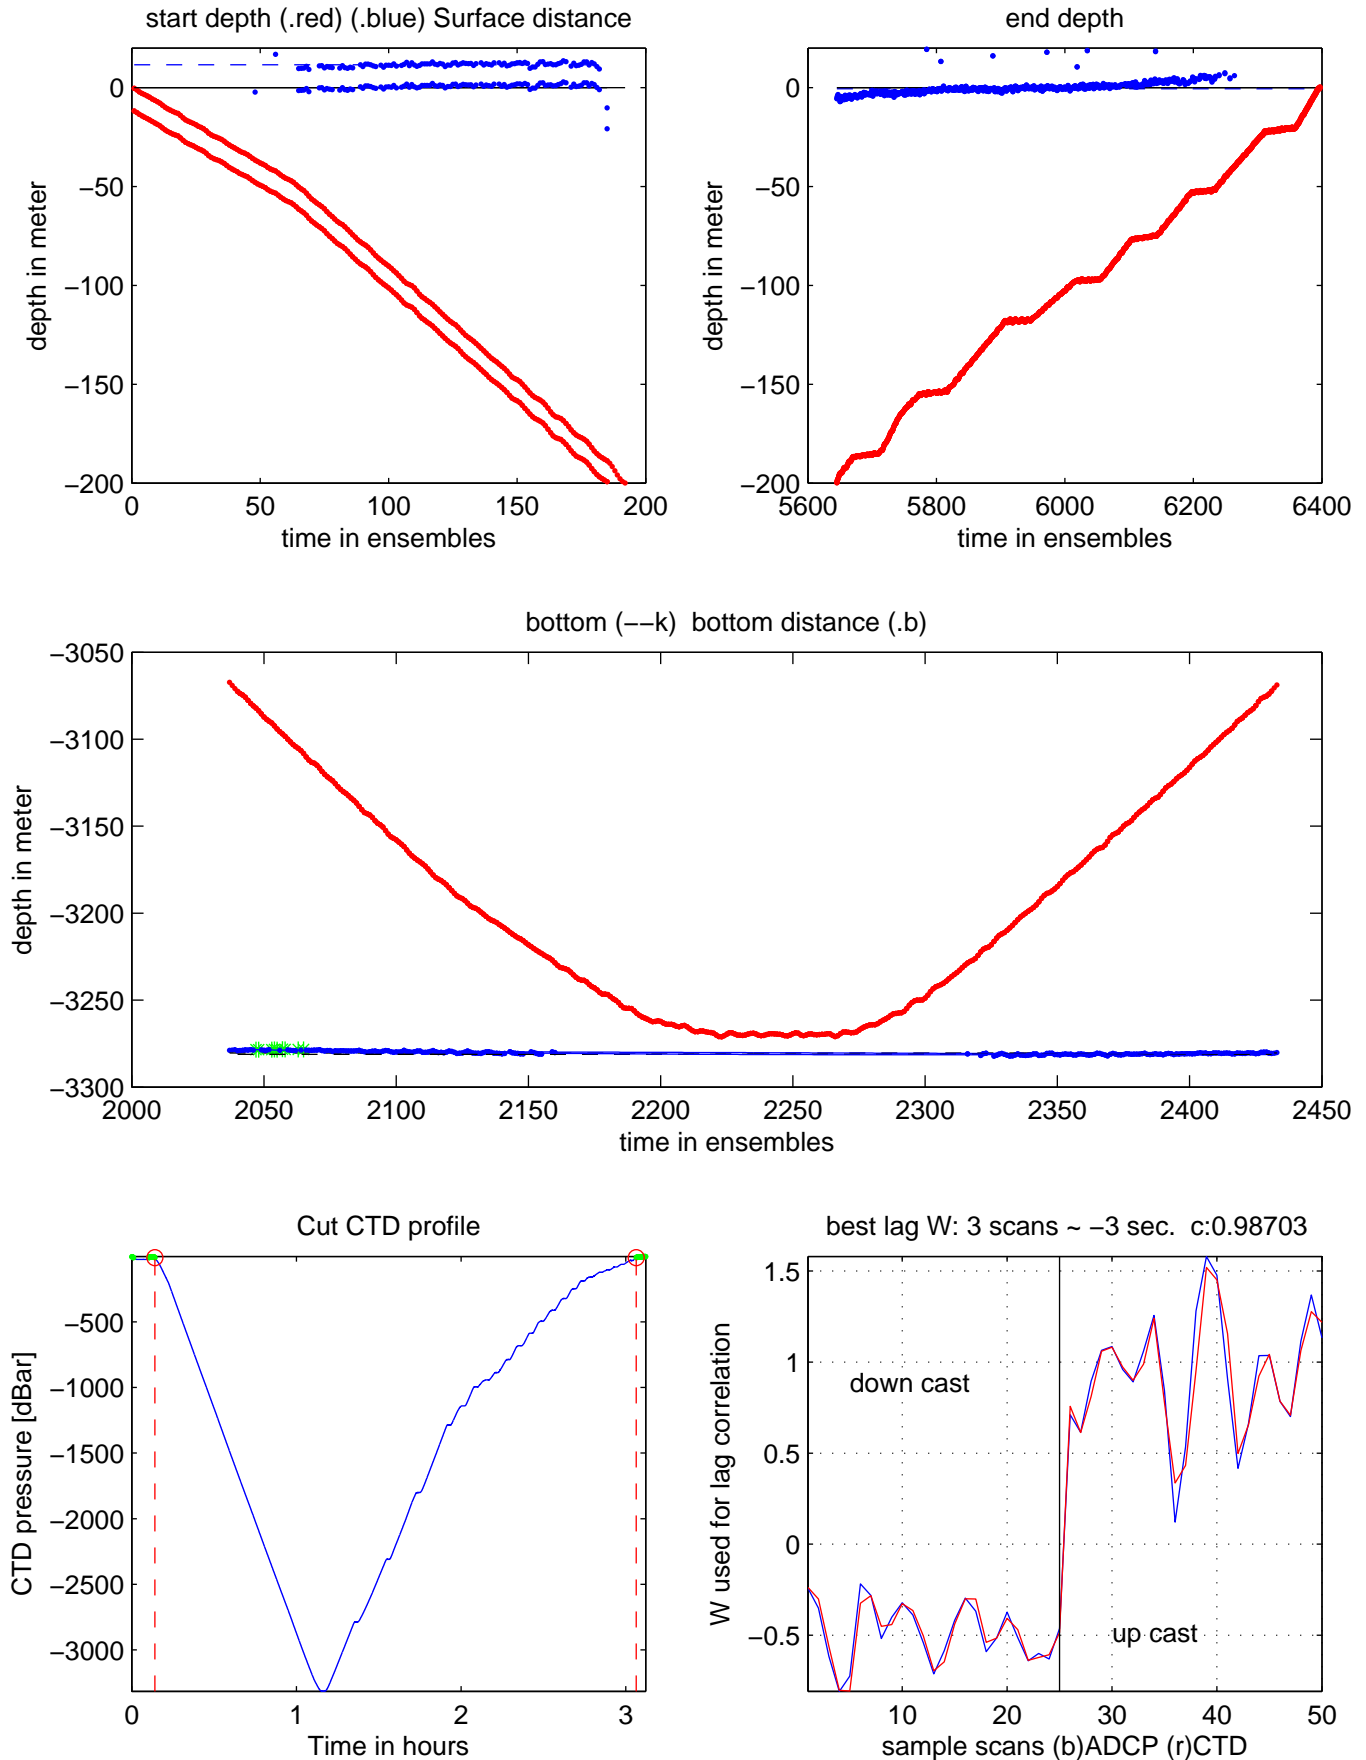 start depth (.red) (.blue) Surface distance
end depth
0
−50
−100
−150
−200
depth in meter
0 50 100 150 200
time in ensembles
0
−50
−100
−150
−200
depth in meter
5600 5800 6000 6200 6400
time in ensembles
bottom (−−k) bottom distance (.b)
−3050
−3100
−3150
−3200
−3250
−3300
depth in meter
2000 2050 2100 2150 2200 2250 2300 2350 2400 2450
time in ensembles
Cut CTD profile
−500
−1000
−1500
−2000
−2500
−3000
CTD pressure [dBar]
0 1 2 3
Time in hours
best lag W: 3 scans ~ −3 sec. c:0.98703
1.5
1
0.5
0
−0.5
W used for lag correlation
down cast
up cast
10 20 30 40 50
sample scans (b)ADCP (r)CTD